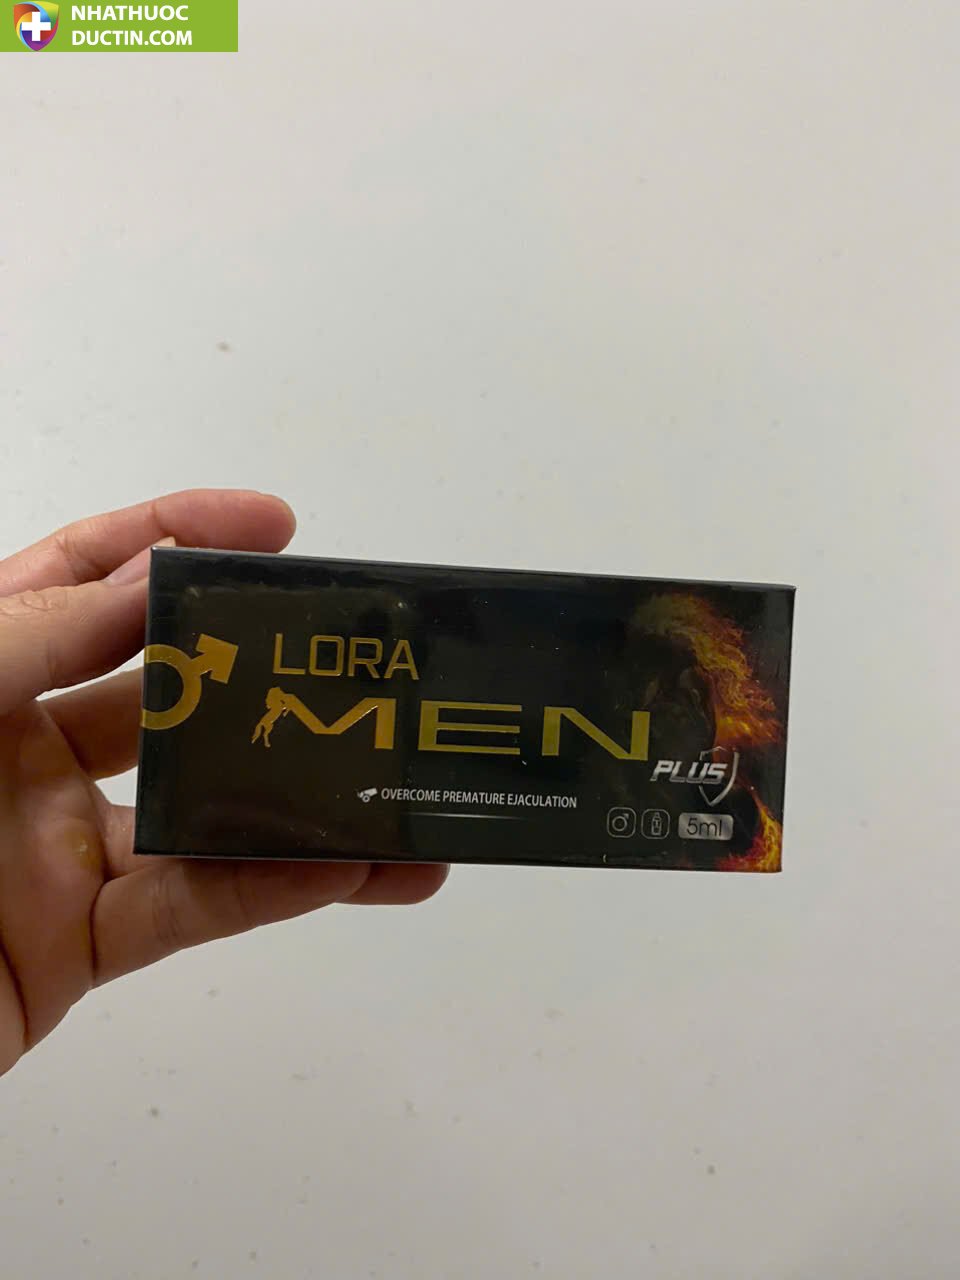 NHATHUOC
DUCTIN.COM
LORA
MEN
PLUS
OVERCOME PREMATURE EJACULATION
5ml